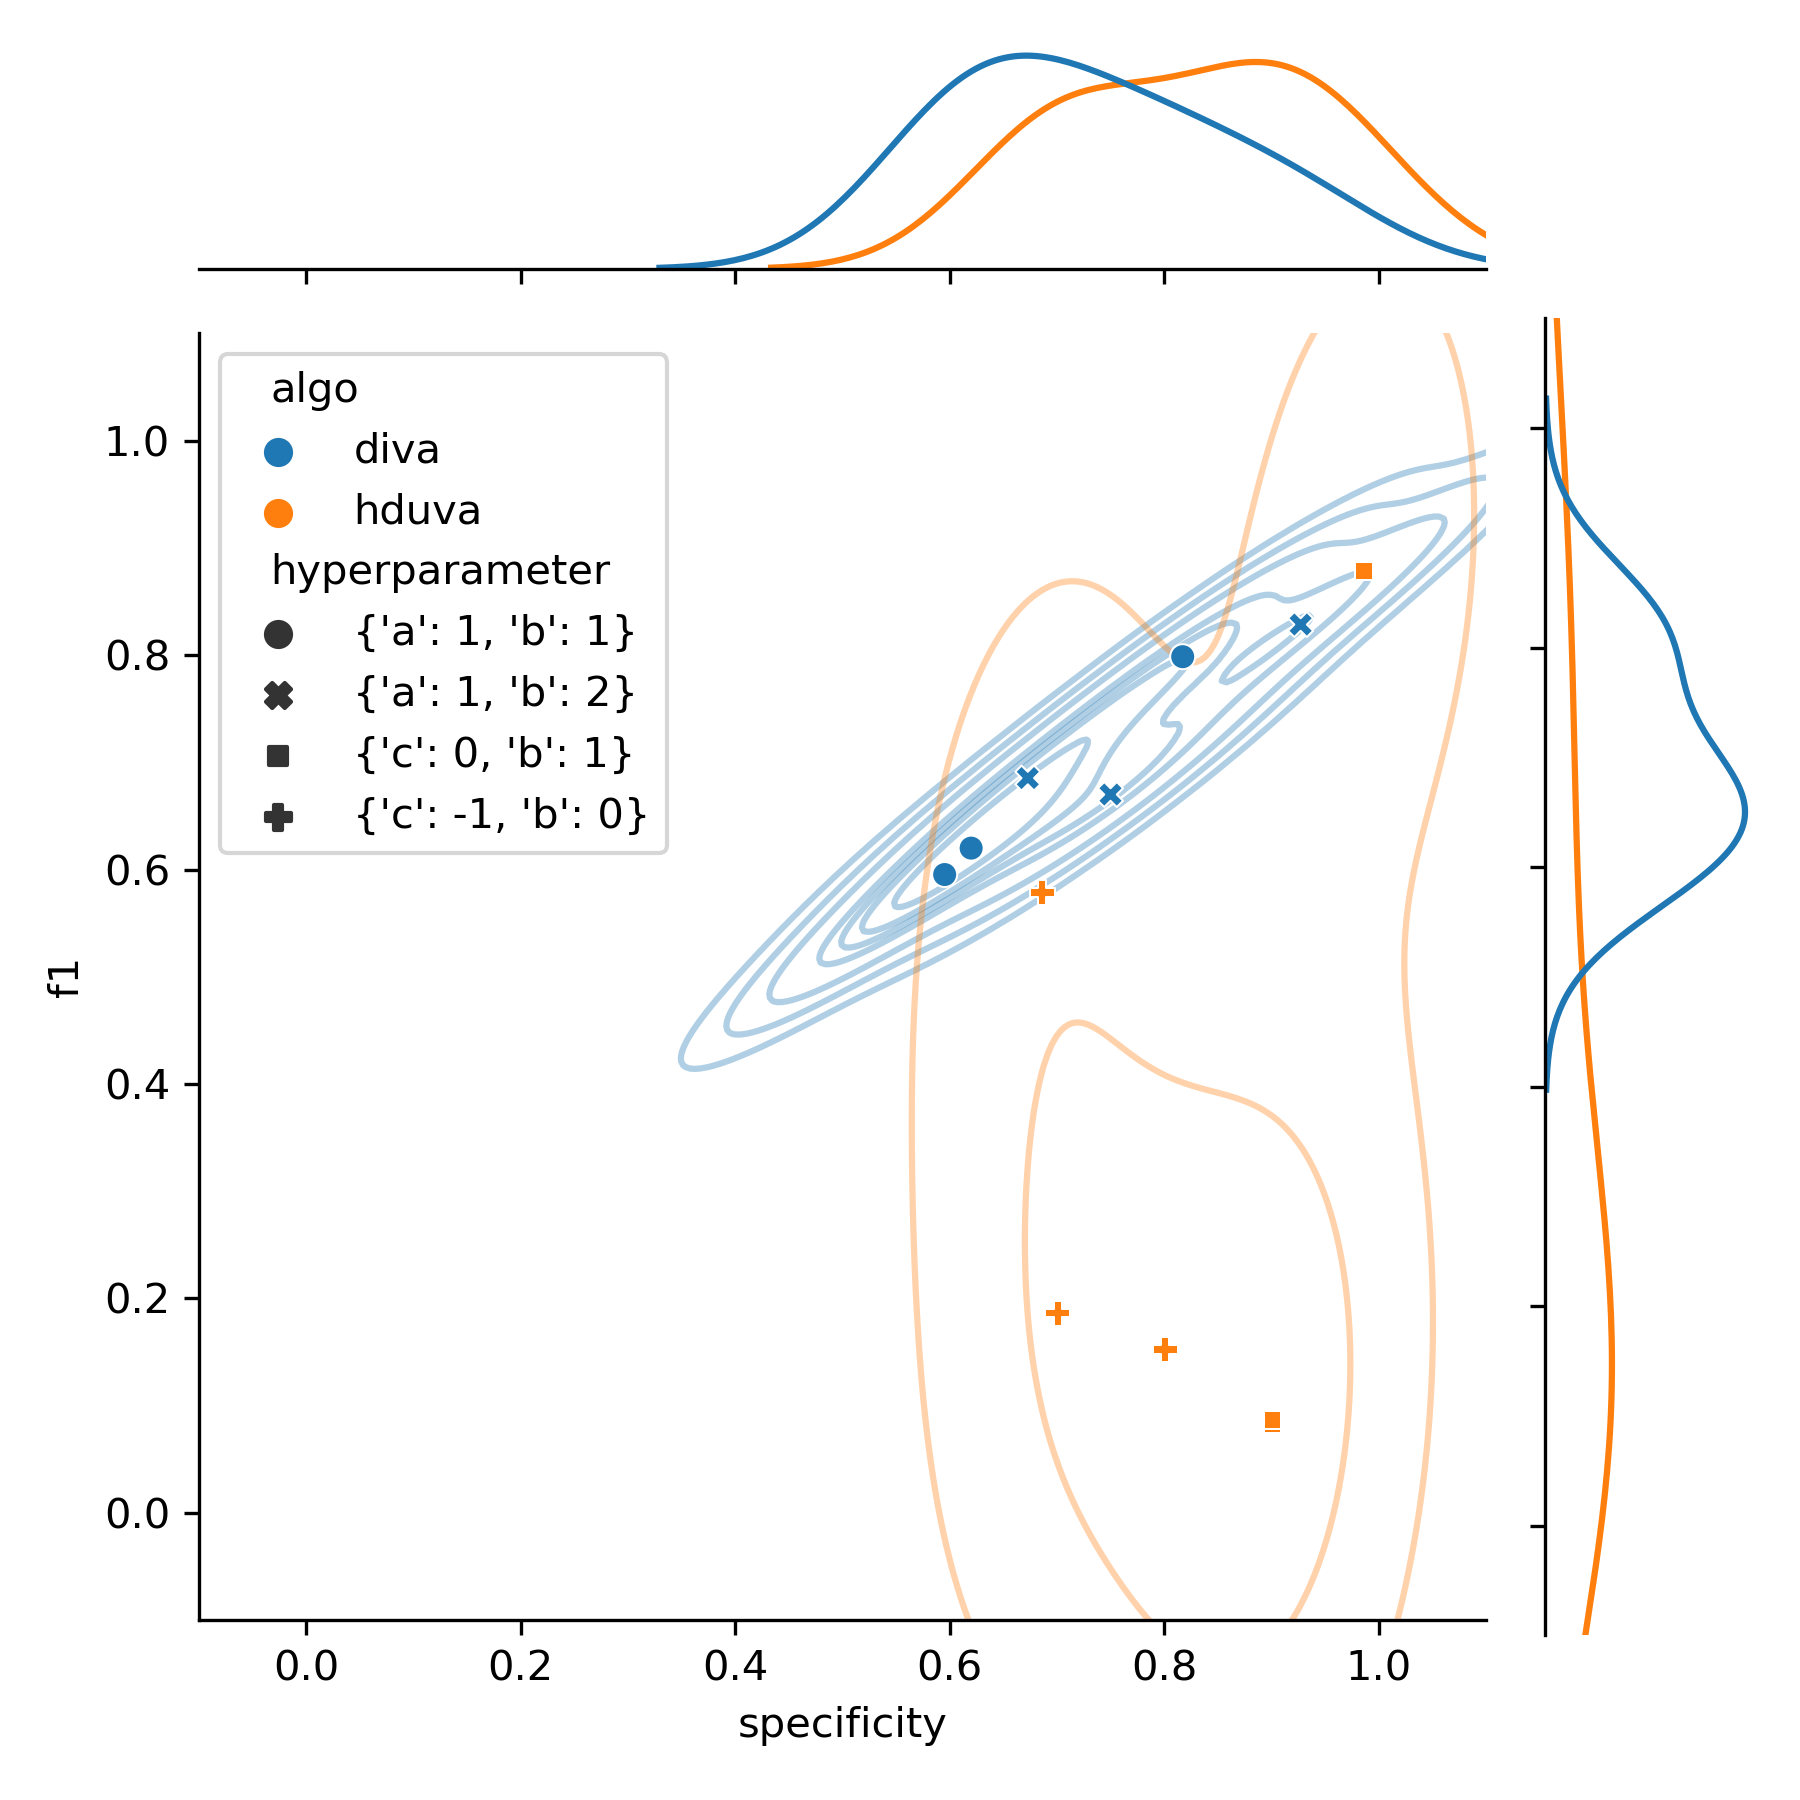 algo
diva
hduva
hyperparameter
{'a': 1, 'b': 1}
{'a': 1, 'b': 2}
{'c': 0, 'b': 1}
{'c': -1, 'b': 0}
1.0
0.8
0.6
0.4
0.2
0.0
f1
0.0 0.2 0.4 0.6 0.8 1.0
specificity